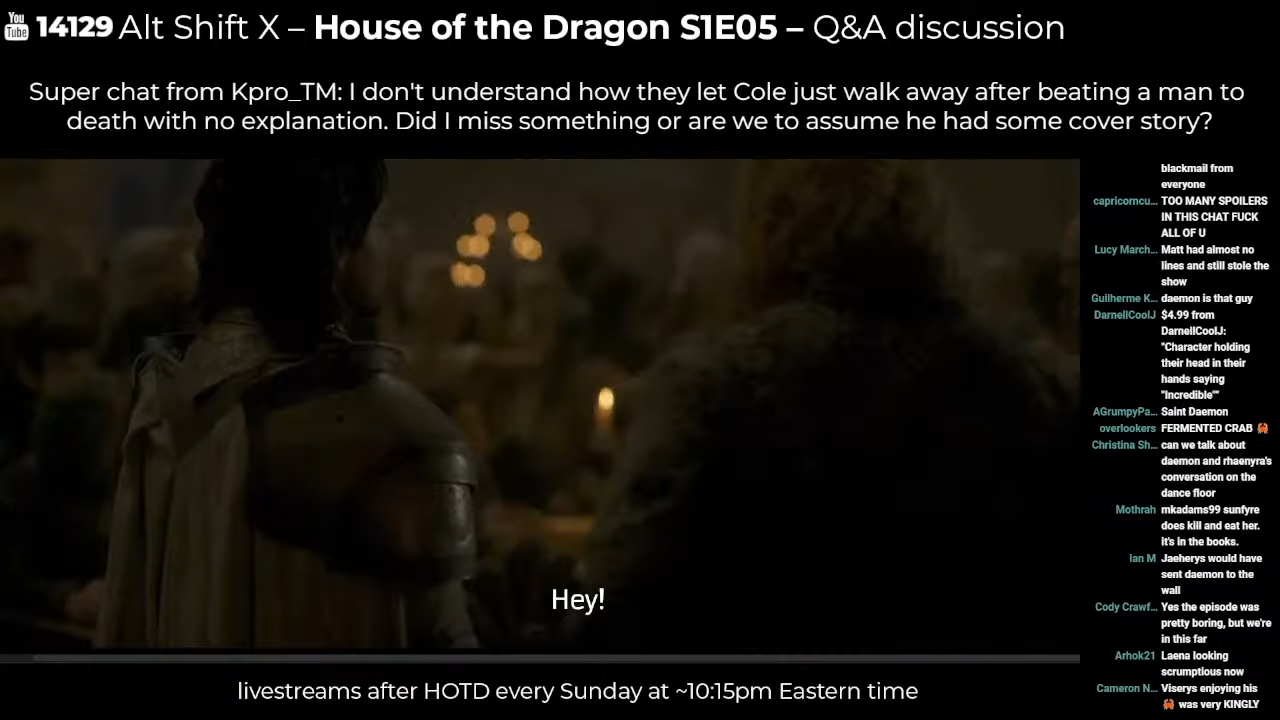 You Tube 14129 Alt Shift X – House of the Dragon S1E05 – Q&A discussion
Super chat from Kpro_TM: I don't understand how they let Cole just walk away after beating a man to
death with no explanation. Did I miss something or are we to assume he had some cover story?
blackmail from
everyone
capricorncu... TOO MANY SPOILERS
IN THIS CHAT FUCK
ALL OF U
Lucy March... Matt had almost no
lines and still stole the
show
Guilherme K... daemon is that guy
DarnellCoolJ $4.99 from
DarnellCoolJ:
"Character holding
their head in their
hands saying
"Incredible""
AGrumpyPa... Saint Daemon
overlookers FERMENTED CRAB 🦀
Christina Sh... can we talk about
daemon and rhaenyra's
conversation on the
dance floor
Mothrah mkadams99 sunfyre
does kill and eat her.
It's in the books.
Ian M Jaeherys would have
sent daemon to the
wall
Cody Crawf... Yes the episode was
pretty boring, but we're
in this far
Arhok21 Laena looking
scrumptious now
Cameron N... Viserys enjoying his
🦀 was very KINGLY
Hey!
livestreams after HOTD every Sunday at ~10:15pm Eastern time